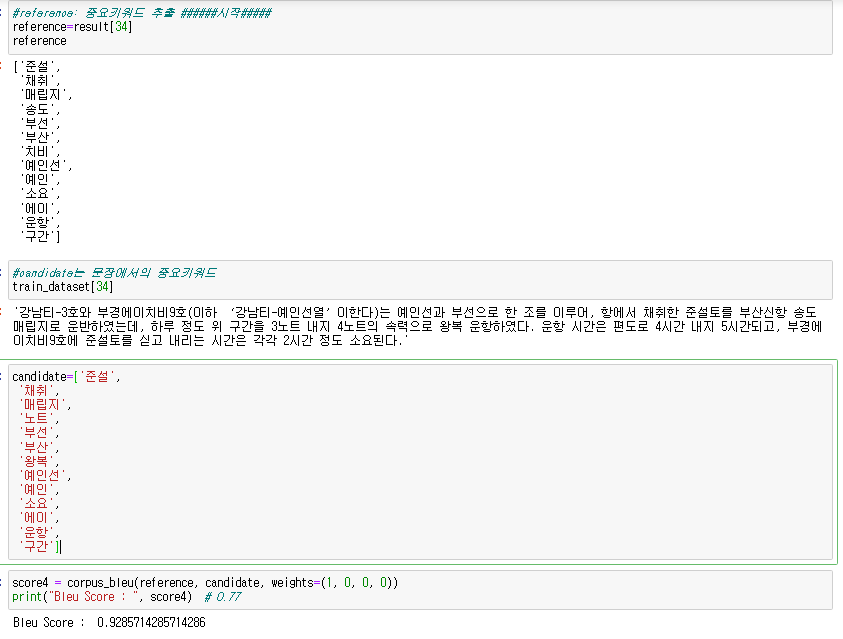 #reference: 중요키워드 추출 ######시작#####
reference=result[34]
reference
['준설',
'채취',
'매립지',
'송도',
'부선',
'부산',
'치비',
'예인선',
'예인',
'소요',
'에이',
'운항',
'구간']
#candidate는 문장에서의 중요키워드
train_dataset[34]
'강남티-3호와 부경에이치비9호(이하 ‘강남티-예인선열’이한다)는 예인선과 부선으로 한 조를 이루어, 항에서 채취한 준설토를 부산신항 송도
매립지로 운반하였는데, 하루 정도 위 구간을 3노트 내지 4노트의 속력으로 왕복 운항하였다. 운항 시간은 편도로 4시간 내지 5시간되고, 부경에
이치비9호에 준설토를 싣고 내리는 시간은 각각 2시간 정도 소요된다.'
candidate=['준설',
'채취',
'매립지',
'노트',
'부선',
'부산',
'왕복',
'예인선',
'예인',
'소요',
'에이',
'운항',
'구간']
score4 = corpus_bleu(reference, candidate, weights=(1, 0, 0, 0))
print("Bleu Score : ", score4) # 0.77
Bleu Score :  0.9285714285714286